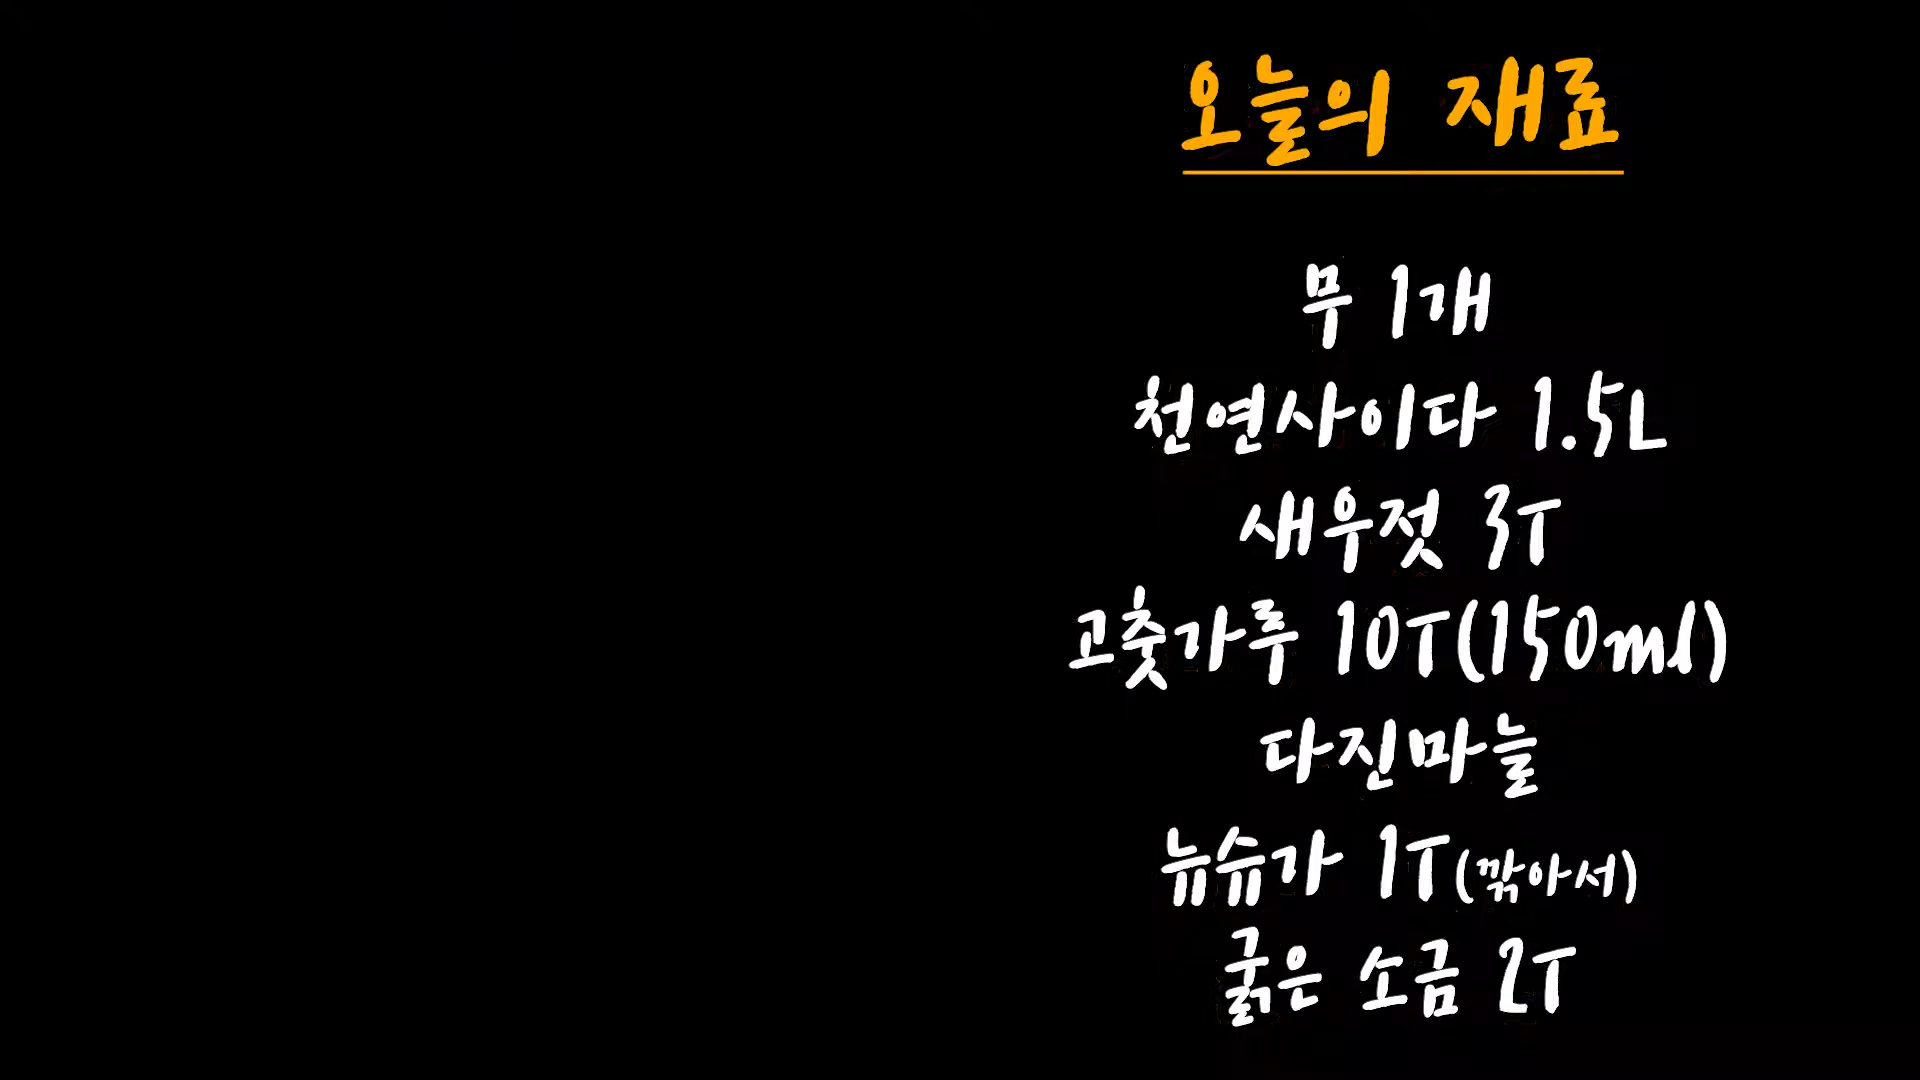 오늘의 재료
무 1개
천연사이다 1.5L
새우젓 3T
고춧가루 10T(150ml)
다진마늘
뉴슈가 1T(깎아서)
굵은 소금 2T